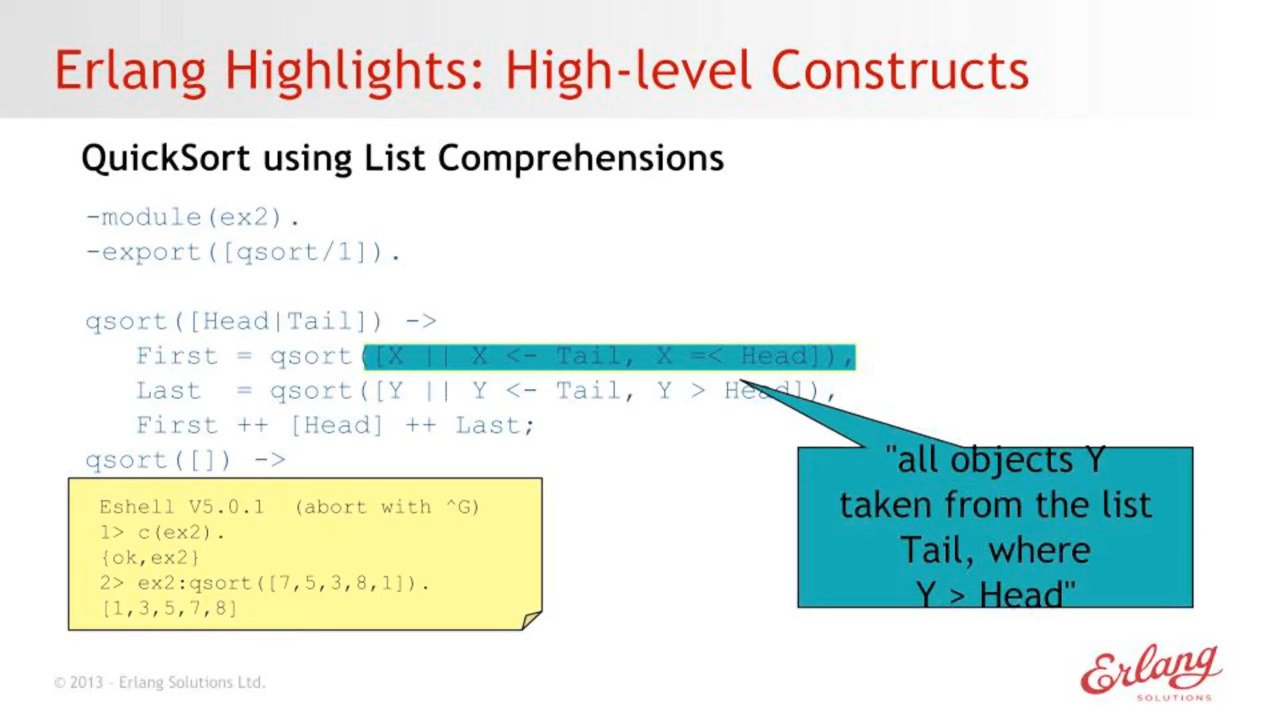 Erlang Highlights: High-level Constructs
QuickSort using List Comprehensions
-module(ex2).
-export([qsort/1]).
qsort([Head|Tail]) ->
First = qsort([X || X <- Tail, X =< Head]),
Last = qsort([Y || Y <- Tail, Y > Head]),
First ++ [Head] ++ Last;
qsort([]) ->
Eshell V5.0.1 (abort with ^G)
1> c(ex2).
{ok,ex2}
2> ex2:qsort([7,5,3,8,1]).
[1,3,5,7,8]
"all objects Y
taken from the list
Tail, where
Y > Head"
© 2013 - Erlang Solutions Ltd.
Erlang
SOLUTIONS